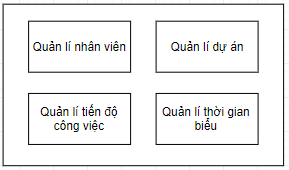 Quản lí nhân viên
Quản lí dự án
Quản lí tiến độ
công việc
Quản lí thời gian
biểu